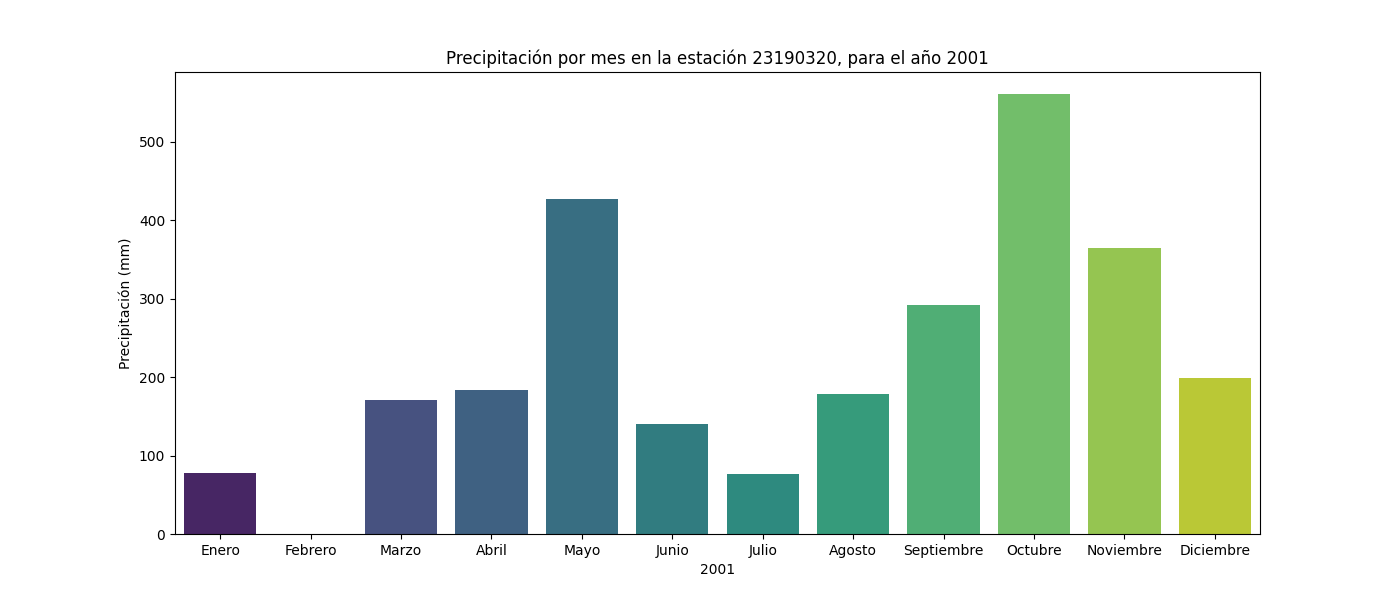 Precipitación por mes en la estación 23190320, para el año 2001
Precipitación (mm)
500
400
300
200
100
0
Enero Febrero Marzo Abril Mayo Junio Julio Agosto Septiembre Octubre Noviembre Diciembre
2001